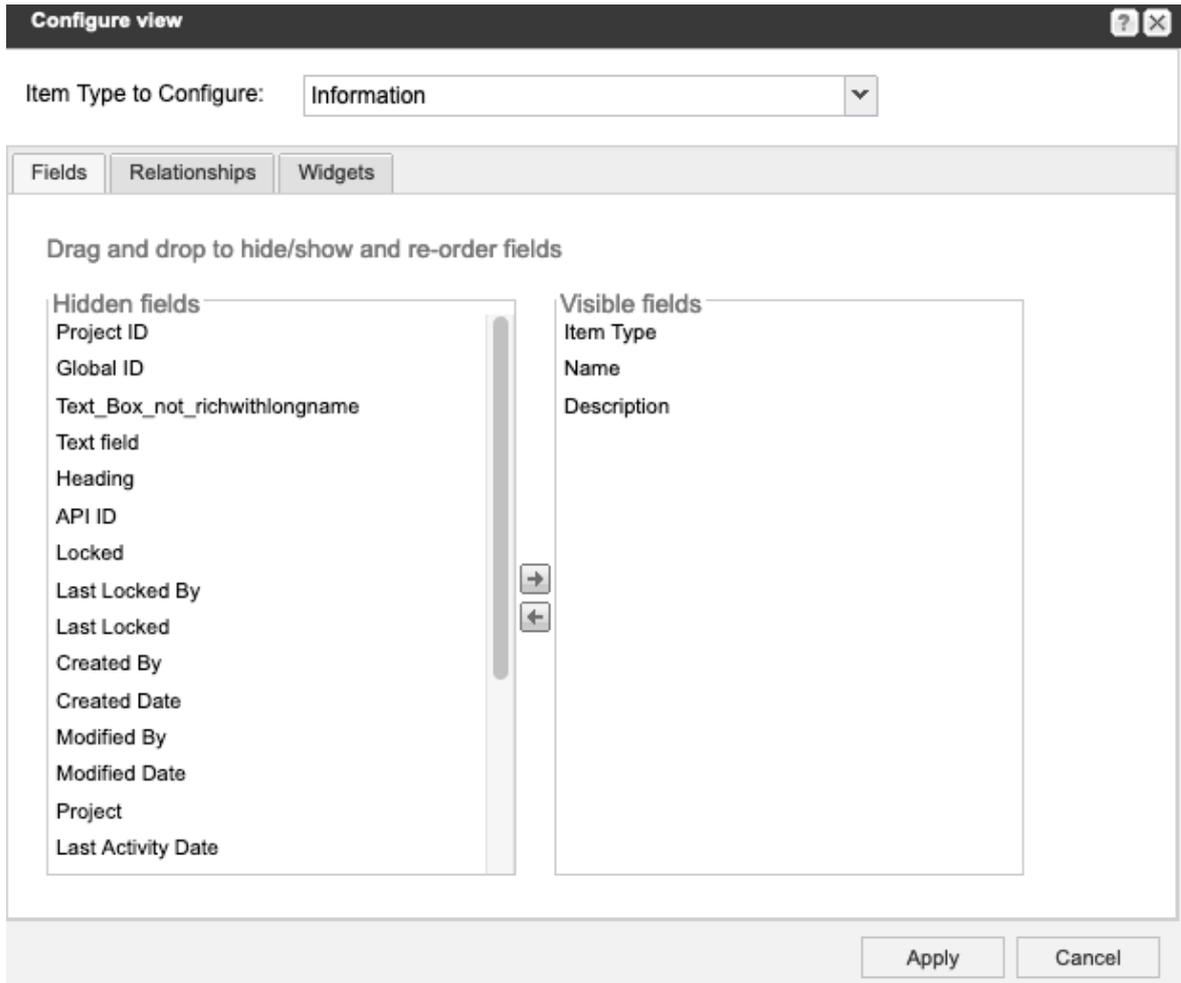 Configure view
Item Type to Configure: Information
Fields Relationships Widgets
Drag and drop to hide/show and re-order fields
Hidden fields
Project ID
Global ID
Text_Box_not_richwithlongname
Text field
Heading
API ID
Locked
Last Locked By
Last Locked
Created By
Created Date
Modified By
Modified Date
Project
Last Activity Date
Visible fields
Item Type
Name
Description
Apply Cancel